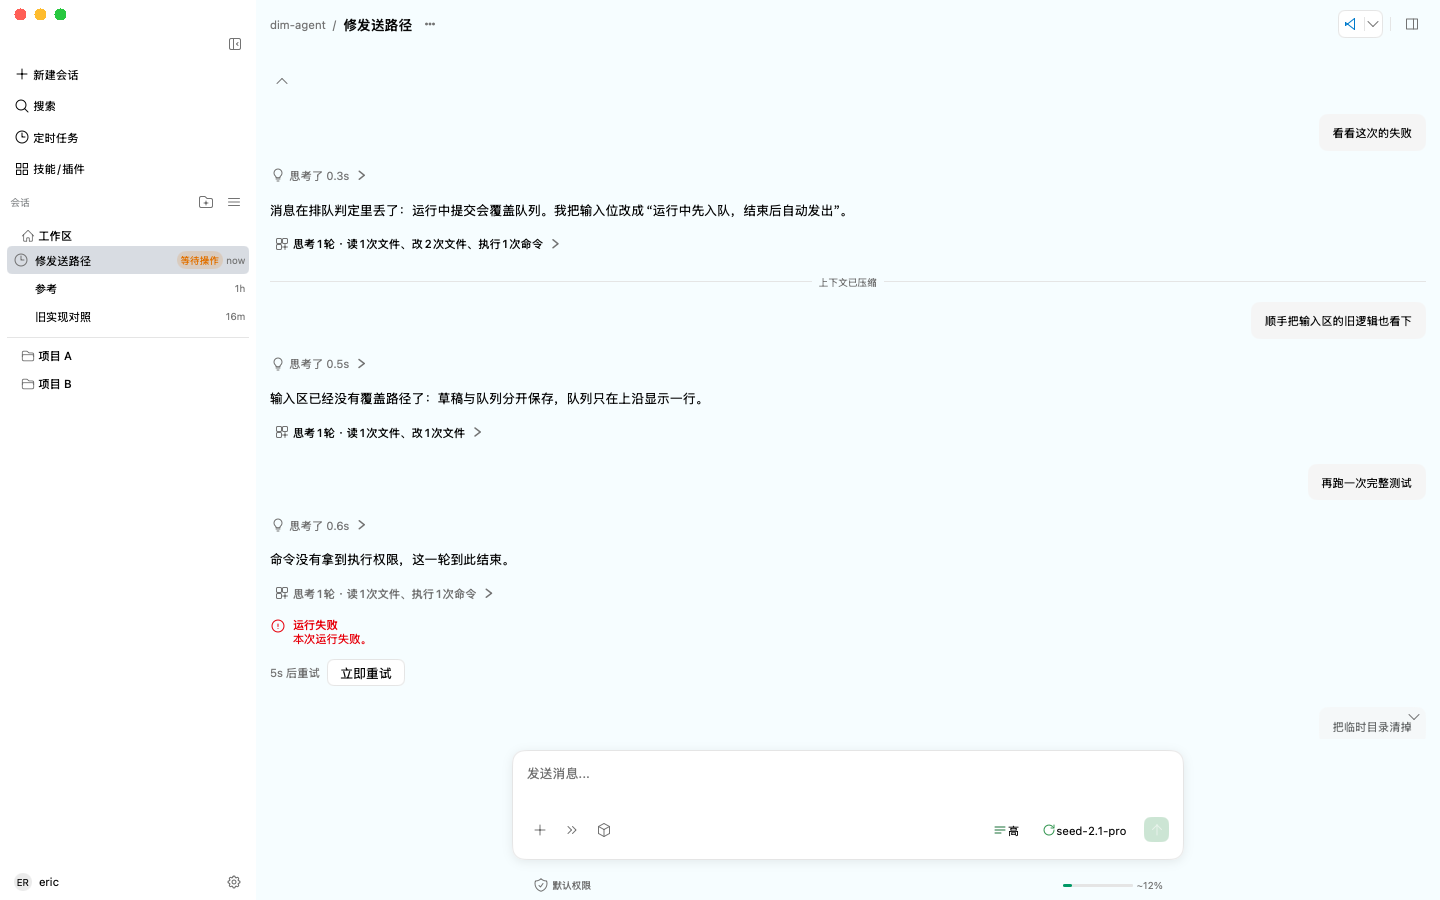 新建会话
搜索
定时任务
技能/插件
会话
工作区
修发送路径 等待操作 now
参考 1h
旧实现对照 16m
项目 A
项目 B
ER eric
dim-agent / 修发送路径 ···
看看这次的失败
思考了 0.3s
消息在排队判定里丢了：运行中提交会覆盖队列。我把输入位改成“运行中先入队，结束后自动发出”。
思考1轮 · 读1次文件、改2次文件、执行1次命令
上下文已压缩
顺手把输入区的旧逻辑也看下
思考了 0.5s
输入区已经没有覆盖路径了：草稿与队列分开保存，队列只在上沿显示一行。
思考1轮 · 读1次文件、改1次文件
再跑一次完整测试
思考了 0.6s
命令没有拿到执行权限，这一轮到此结束。
思考1轮 · 读1次文件、执行1次命令
运行失败
本次运行失败。
5s 后重试 立即重试
把临时目录清掉
发送消息...
高 seed-2.1-pro
默认权限 ~12%